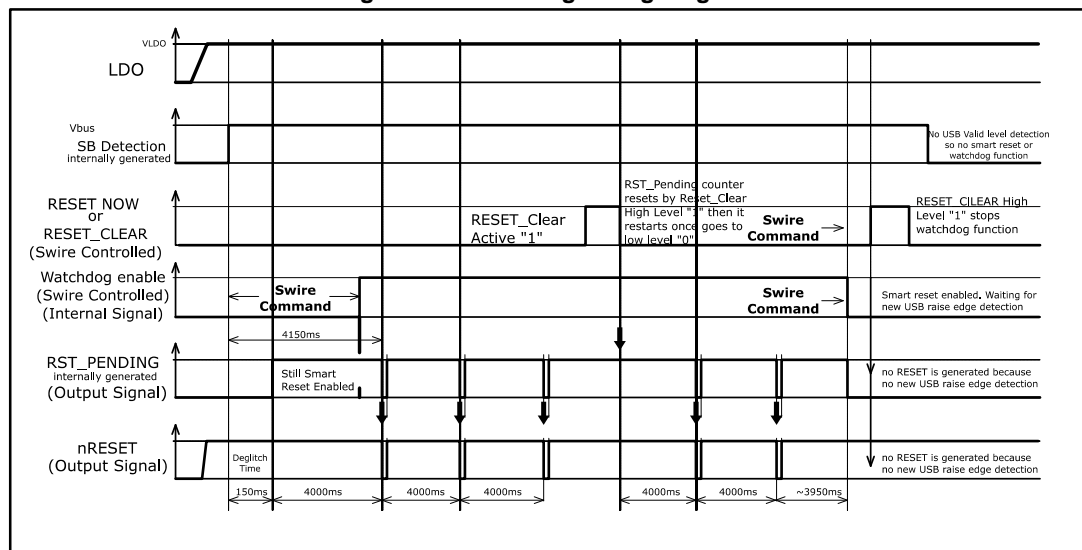 VLDO
LDO
Vbus
SB Detection
internally generated
No USB Valid level detection
so no smart reset or
watchdog function
RESET NOW
or
RESET_CLEAR
(Swire Controlled)
RESET_Clear
Active "1"
RST_Pending counter
resets by Reset_Clear
High Level "1" then it
restarts once goes to
low level "0"
Swire
Command
RESET CILEAR High
Level "1" stops
watchdog function
Watchdog enable
(Swire Controlled)
(Internal Signal)
Swire
Command
Swire
Command
Smart reset enabled. Waiting for
new USB raise edge detection
4150ms
RST_PENDING
internally generated
(Output Signal)
Still Smart
Reset Enabled
no RESET is generated because
no new USB raise edge detection
nRESET
(Output Signal)
Deglitch
Time
no RESET is generated because
no new USB raise edge detection
150ms 4000ms 4000ms 4000ms 4000ms 4000ms ~3950ms